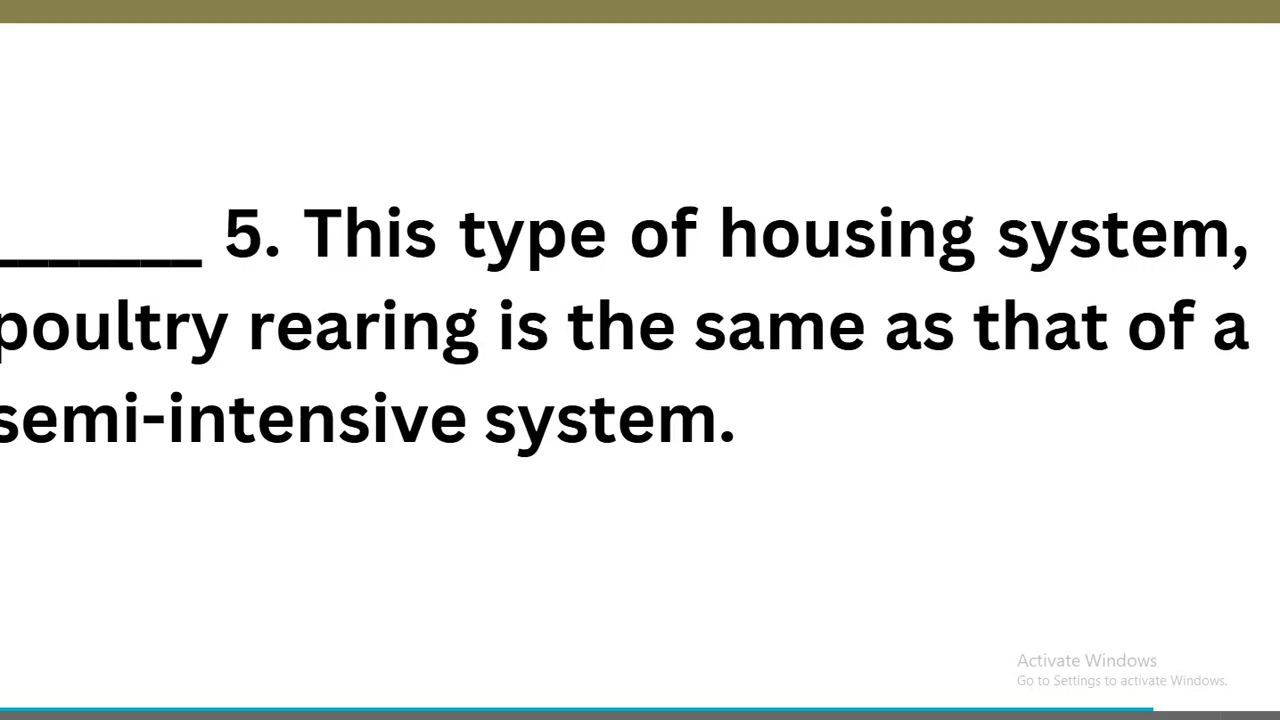 _______ 5. This type of housing system,
poultry rearing is the same as that of a
semi-intensive system.
Activate Windows
Go to Settings to activate Windows.